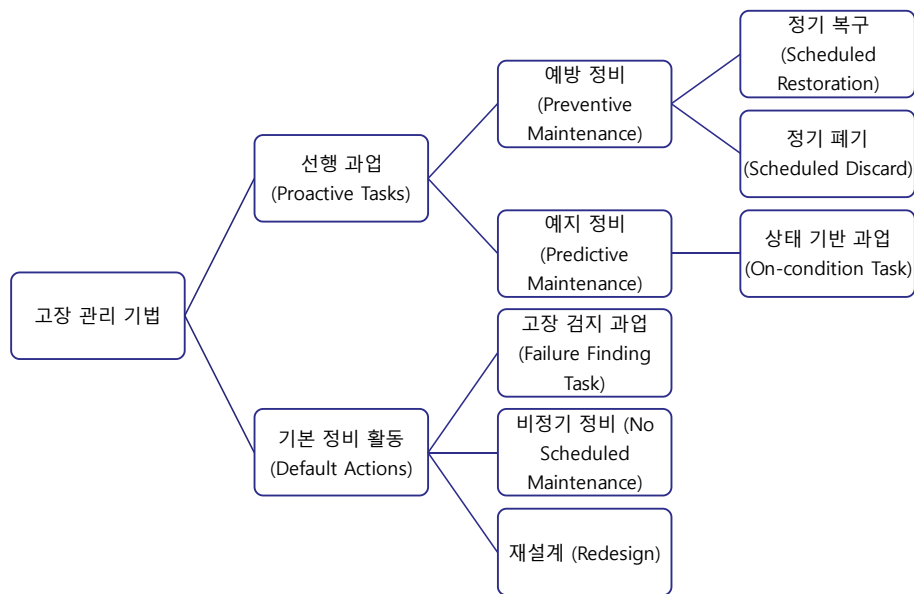 고장 관리 기법
선행 과업
(Proactive Tasks)
예방 정비
(Preventive
Maintenance)
정기 복구
(Scheduled
Restoration)
정기 폐기
(Scheduled Discard)
예지 정비
(Predictive
Maintenance)
상태 기반 과업
(On-condition Task)
기본 정비 활동
(Default Actions)
고장 검지 과업
(Failure Finding
Task)
비정기 정비 (No
Scheduled
Maintenance)
재설계 (Redesign)